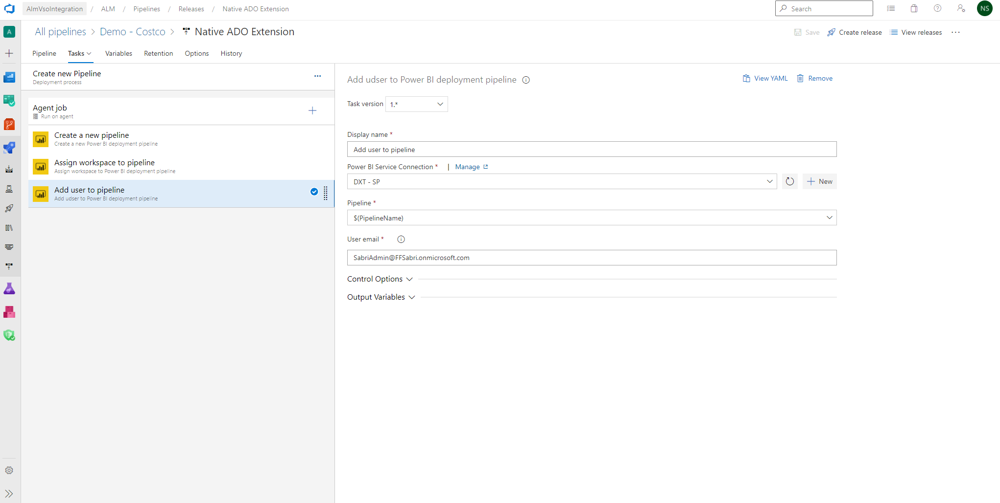 AlmVsoIntegration / ALM / Pipelines / Releases / Native ADO Extension
Search
NS
A
All pipelines > Demo - Costco > Native ADO Extension
Save Create release View releases ...
Pipeline Tasks Variables Retention Options History
Create new Pipeline
Deployment process
...
Agent job
Run on agent
Create a new pipeline
Create a new Power BI deployment pipeline
Assign workspace to pipeline
Assign workspace to Power BI deployment pipeline
Add user to pipeline
Add udser to Power BI deployment pipeline
Add udser to Power BI deployment pipeline
View YAML Remove
Task version 1.*
Display name *
Add user to pipeline
Power BI Service Connection * | Manage
DXT - SP
New
Pipeline *
$(PipelineName)
User email *
SabriAdmin@FFSabri.onmicrosoft.com
Control Options
Output Variables